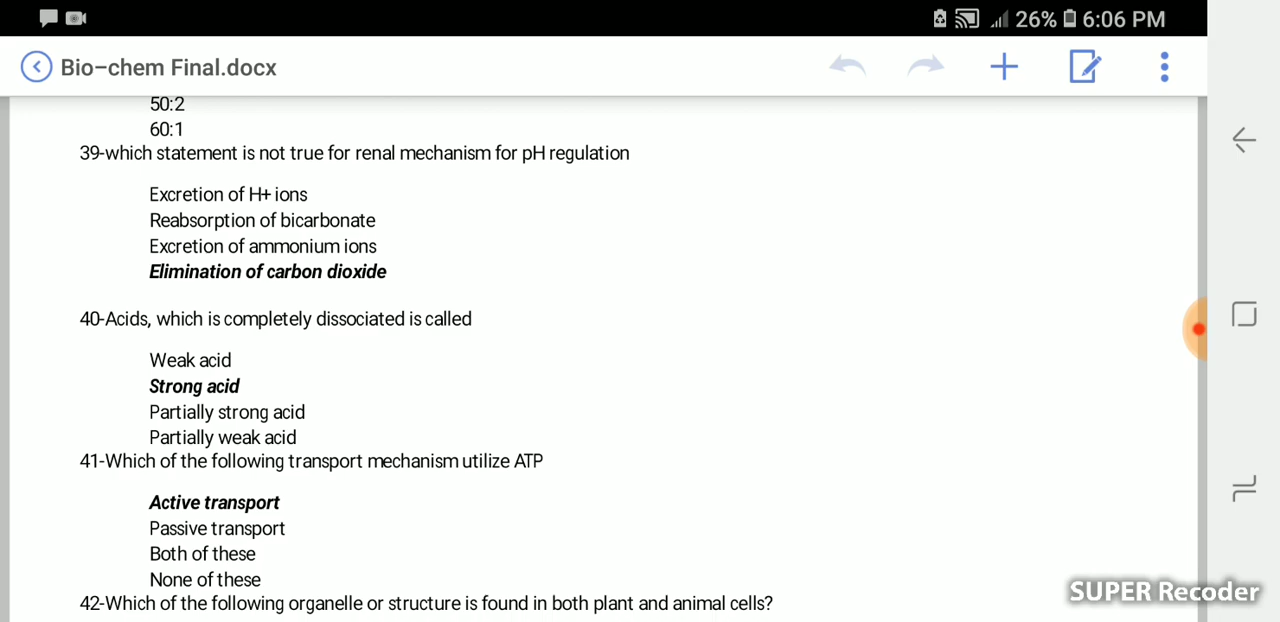 26% 6:06 PM
Bio-chem Final.docx
50:2
60:1
39-which statement is not true for renal mechanism for pH regulation
Excretion of H+ ions
Reabsorption of bicarbonate
Excretion of ammonium ions
Elimination of carbon dioxide
40-Acids, which is completely dissociated is called
Weak acid
Strong acid
Partially strong acid
Partially weak acid
41-Which of the following transport mechanism utilize ATP
Active transport
Passive transport
Both of these
None of these
42-Which of the following organelle or structure is found in both plant and animal cells?
SUPER Recoder